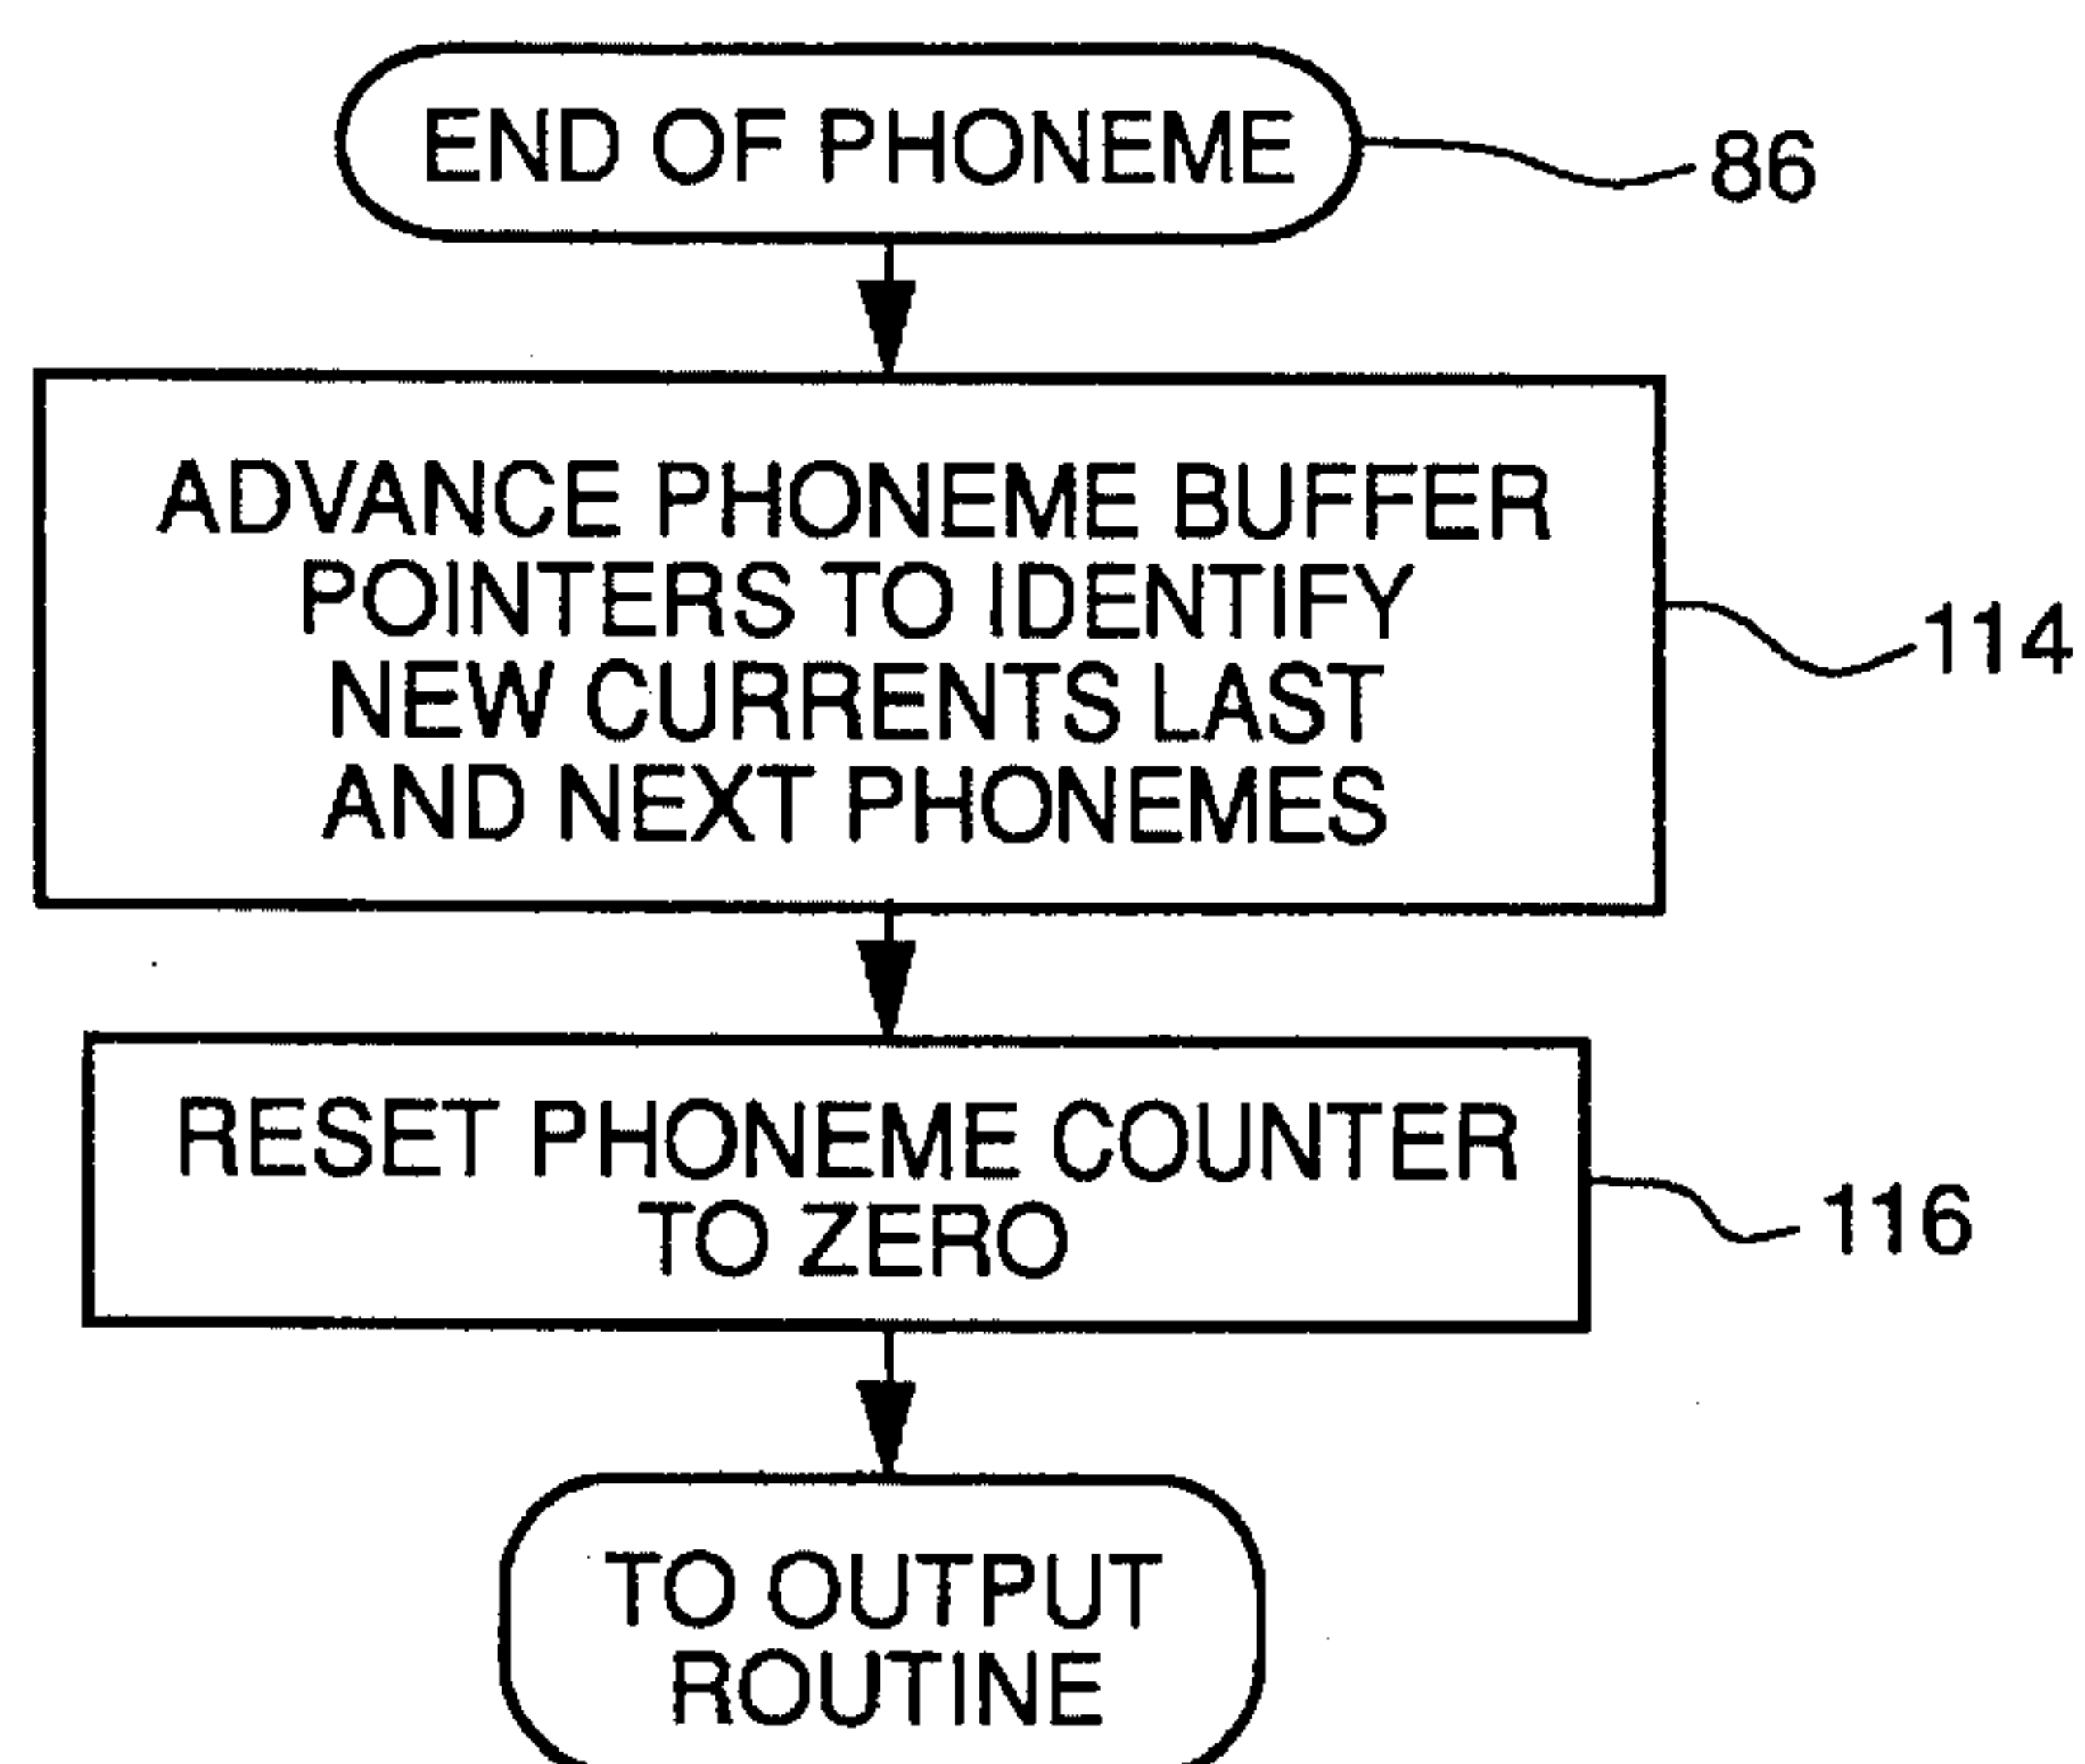 END OF PHONEME
86
ADVANCE PHONEME BUFFER
POINTERS TO IDENTIFY
NEW CURRENTS LAST
AND NEXT PHONEMES
114
RESET PHONEME COUNTER
TO ZERO
116
TO OUTPUT
ROUTINE